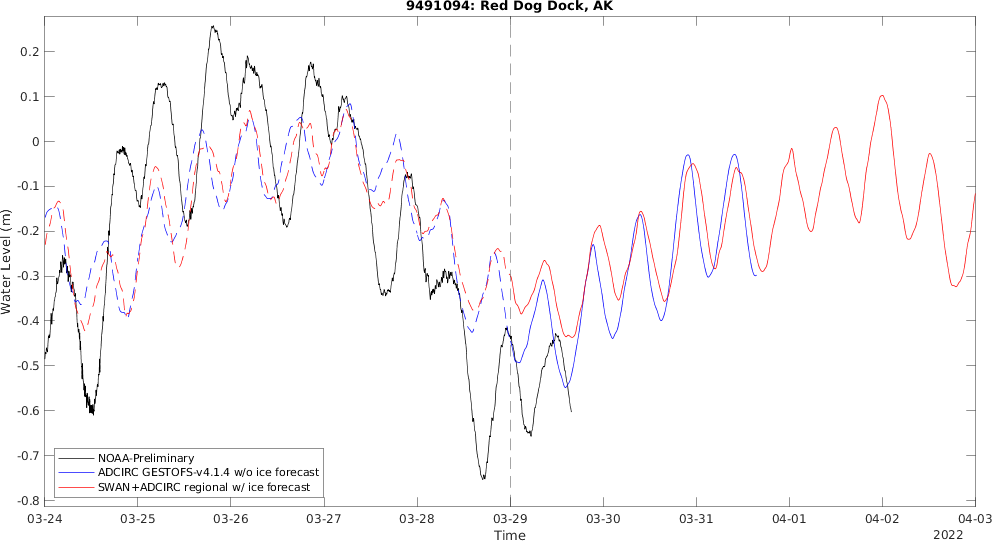 9491094: Red Dog Dock, AK
Water Level (m)
0.2
0.1
0
-0.1
-0.2
-0.3
-0.4
-0.5
-0.6
-0.7
-0.8
NOAA-Preliminary
ADCIRC GESTOFS-v4.1.4 w/o ice forecast
SWAN+ADCIRC regional w/ ice forecast
03-24 03-25 03-26 03-27 03-28 03-29 03-30 03-31 04-01 04-02 04-03
Time
2022